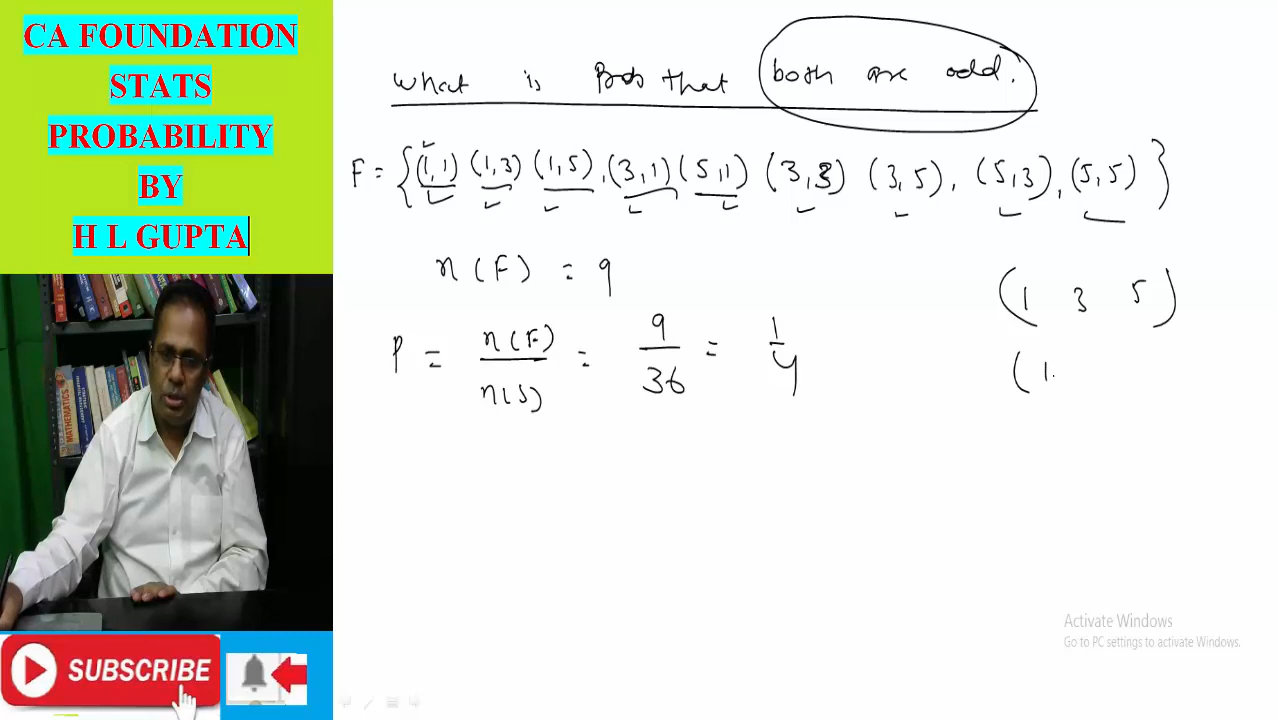 CA FOUNDATION
STATS
PROBABILITY
BY
H L GUPTA
what is Prob that both are odd.
F = {(1,1) (1,3) (1,5), (3,1) (5,1) (3,3) (3,5), (5,3), (5,5)}
n(F) = 9
P = n(F)/n(S) = 9/36 = 1/4
(1 3 5)
(1.
MATHEMATICS
SUBSCRIBE
Activate Windows
Go to PC settings to activate Windows.